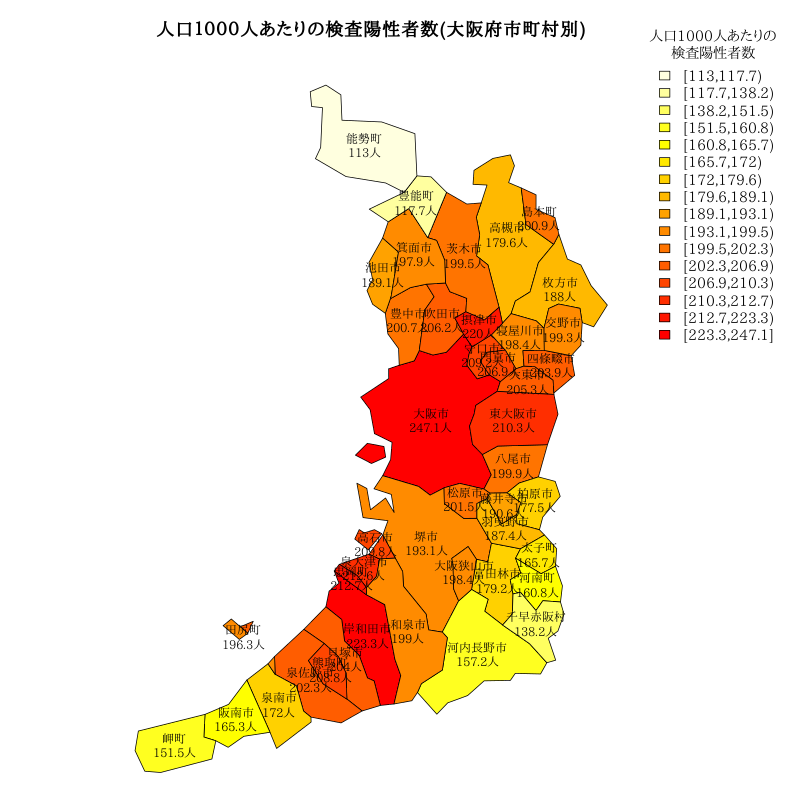 人口1000人あたりの検査陽性者数(大阪府市町村別)
人口1000人あたりの
検査陽性者数
[113,117.7)
[117.7,138.2)
[138.2,151.5)
[151.5,160.8)
[160.8,165.7)
[165.7,172)
[172,179.6)
[179.6,189.1)
[189.1,193.1)
[193.1,199.5)
[199.5,202.3)
[202.3,206.9)
[206.9,210.3)
[210.3,212.7)
[212.7,223.3)
[223.3,247.1]
能勢町
113人
豊能町
117.7人
島本町
200.9人
高槻市
179.6人
茨木市
199.5人
箕面市
197.9人
池田市
189.1人
枚方市
188人
豊中市
200.7人
吹田市
206.2人
摂津市
220人
寝屋川市
198.4人
交野市
199.3人
守口市
門真市
206.9人
四條畷市
203.9人
大東市
205.3人
大阪市
247.1人
東大阪市
210.3人
八尾市
199.9人
松原市
201.5人
藤井寺市
190.6人
柏原市
177.5人
羽曳野市
187.4人
堺市
193.1人
高石市
209.8人
泉大津市
212.6人
212.7人
太子町
165.7人
大阪狭山市
198.4人
富田林市
179.2人
河南町
160.8人
千早赤阪村
138.2人
田尻町
196.3人
岸和田市
223.3人
和泉市
199人
河内長野市
157.2人
貝塚市
204人
熊取町
208.8人
泉佐野市
202.3人
泉南市
172人
阪南市
165.3人
岬町
151.5人